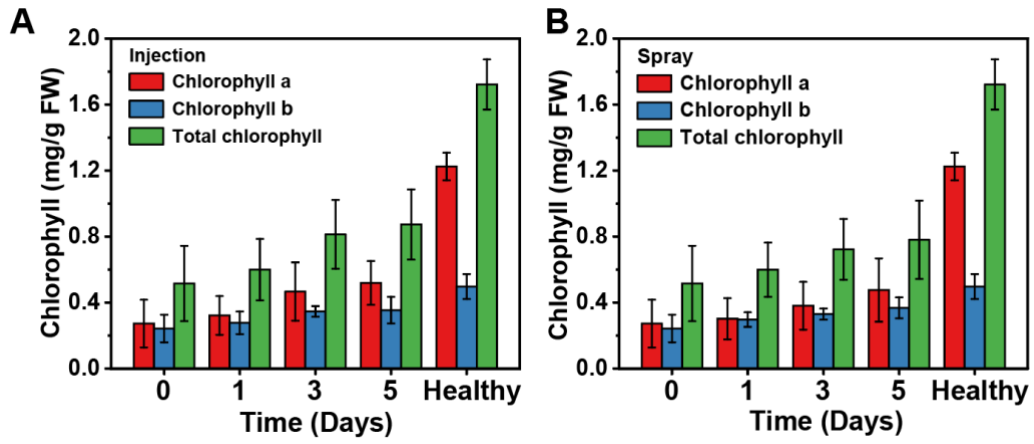 A
Chlorophyll (mg/g FW)
2.0
1.6
1.2
0.8
0.4
0.0
Injection
Chlorophyll a
Chlorophyll b
Total chlorophyll
0 1 3 5 Healthy
Time (Days)
B
Chlorophyll (mg/g FW)
2.0
1.6
1.2
0.8
0.4
0.0
Spray
Chlorophyll a
Chlorophyll b
Total chlorophyll
0 1 3 5 Healthy
Time (Days)